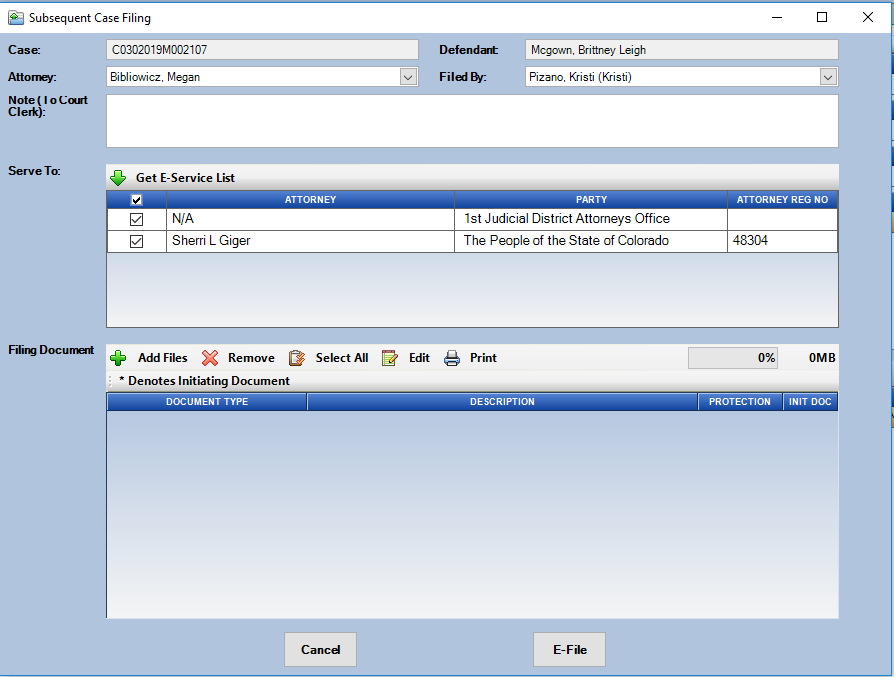 Subsequent Case Filing
Case: C0302019M002107 Defendant: Mcgown, Brittney Leigh
Attorney: Bibliowicz, Megan Filed By: Pizano, Kristi (Kristi)
Note (To Court
Clerk):
Serve To: Get E-Service List
ATTORNEY PARTY ATTORNEY REG NO
N/A 1st Judicial District Attorneys Office
Sherri L Giger The People of the State of Colorado 48304
Filing Document Add Files Remove Select All Edit Print 0% 0MB
* Denotes Initiating Document
DOCUMENT TYPE DESCRIPTION PROTECTION INIT DOC
Cancel E-File